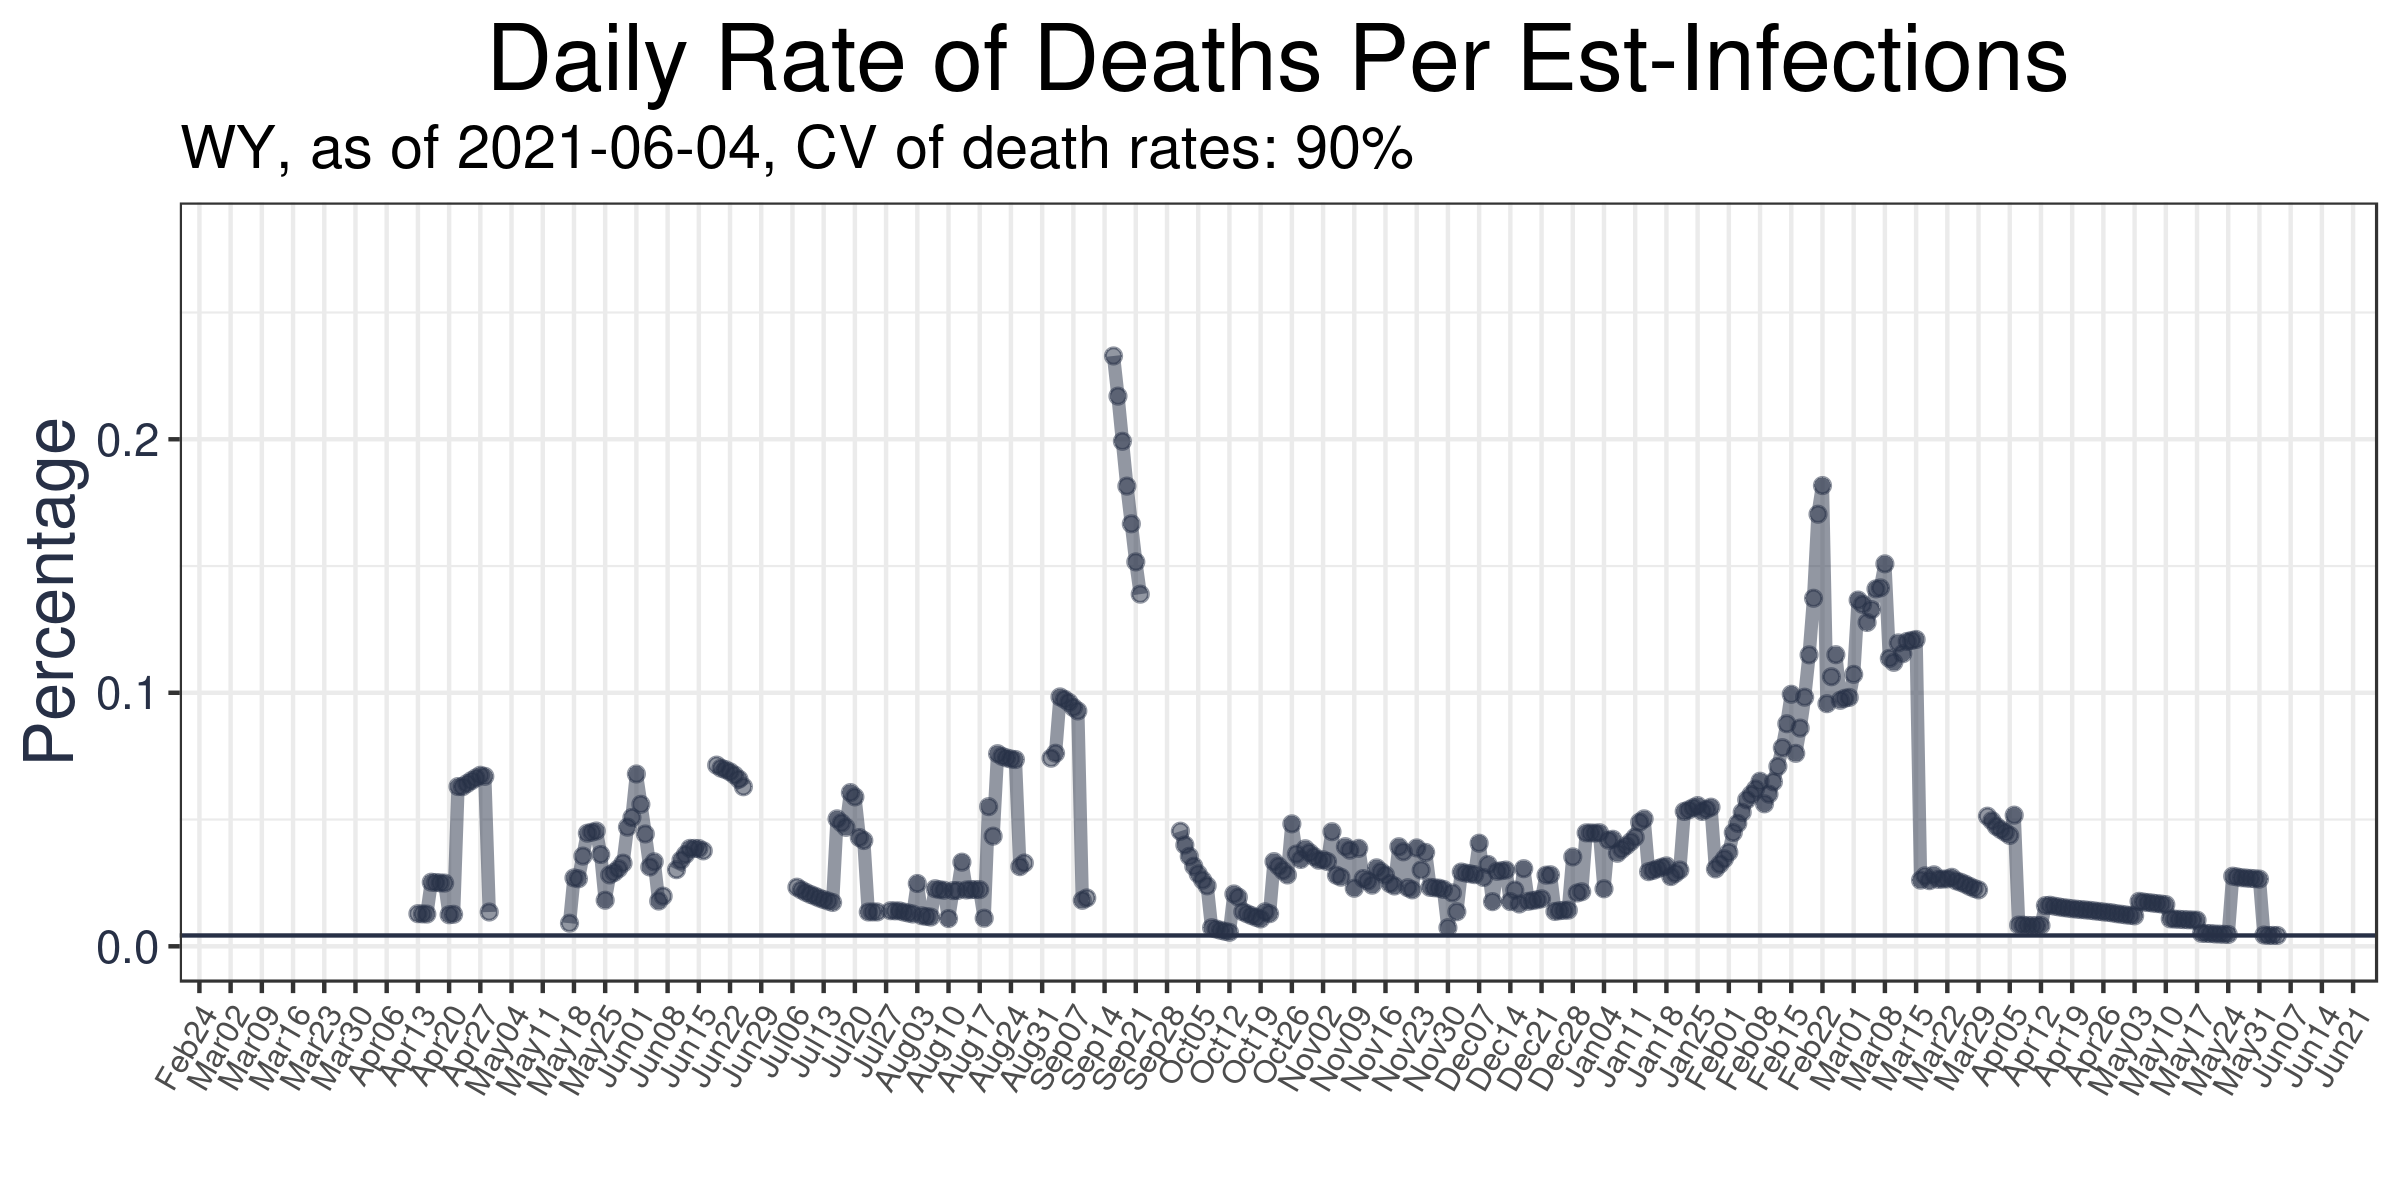 Daily Rate of Deaths Per Est-Infections
WY, as of 2021-06-04, CV of death rates: 90%
Percentage
0.2
0.1
0.0
Feb24
Mar02
Mar09
Mar16
Mar23
Mar30
Apr06
Apr13
Apr20
Apr27
May04
May11
May18
May25
Jun01
Jun08
Jun15
Jun22
Jun29
Jul06
Jul13
Jul20
Jul27
Aug03
Aug10
Aug17
Aug24
Aug31
Sep07
Sep14
Sep21
Sep28
Oct05
Oct12
Oct19
Oct26
Nov02
Nov09
Nov16
Nov23
Nov30
Dec07
Dec14
Dec21
Dec28
Jan04
Jan11
Jan18
Jan25
Feb01
Feb08
Feb15
Feb22
Mar01
Mar08
Mar15
Mar22
Mar29
Apr05
Apr12
Apr19
Apr26
May03
May10
May17
May24
May31
Jun07
Jun14
Jun21